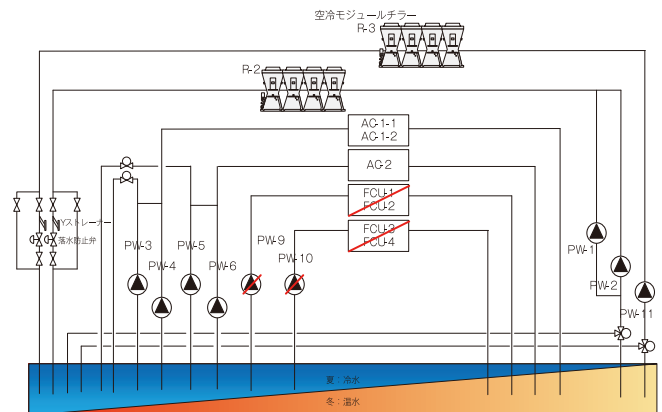 空冷モジュールチラー
R-3
R-2
AC-1-1
AC-1-2
AC-2
FCU-1
FCU-2
FCU-3
FCU-4
Yストレーナー
落水防止弁
PW-3
PW-4
PW-5
PW-6
PW-9
PW-10
PW-1
PW-2
PW-11
夏：冷水
冬：温水